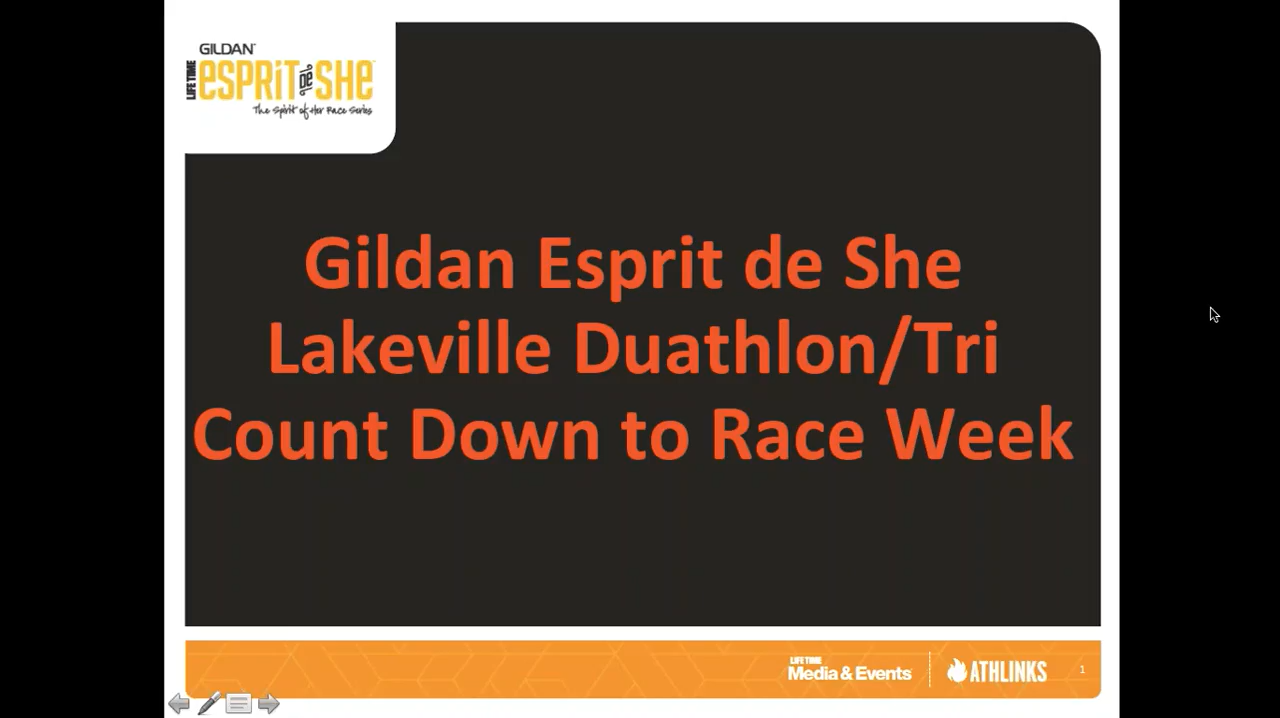 GILDAN
LIFE TIME
ESPRIT DE SHE
The Spirit of Her Race Series
Gildan Esprit de She
Lakeville Duathlon/Tri
Count Down to Race Week
LIFE TIME
Media & Events
ATHLINKS
1